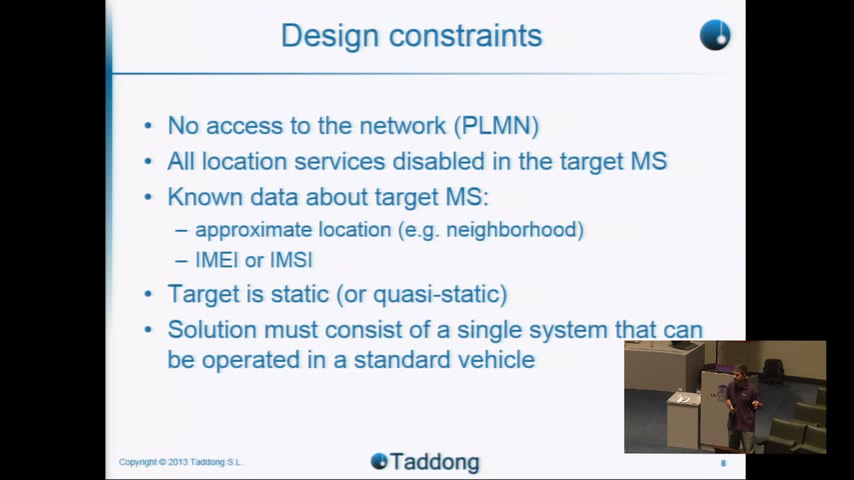 Design constraints
• No access to the network (PLMN)
• All location services disabled in the target MS
• Known data about target MS:
– approximate location (e.g. neighborhood)
– IMEI or IMSI
• Target is static (or quasi-static)
• Solution must consist of a single system that can
be operated in a standard vehicle
Copyright © 2013 Taddong S.L.
Taddong
8